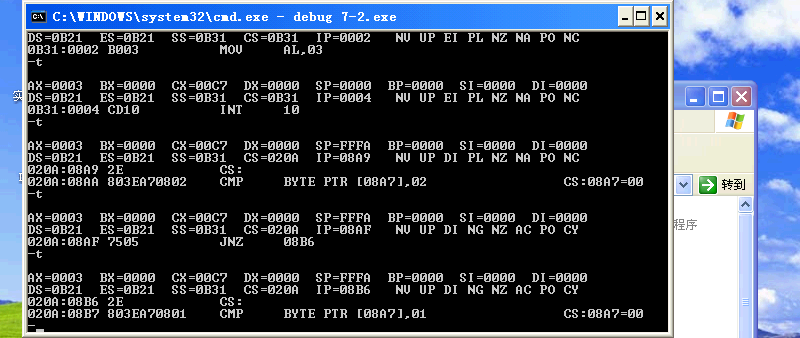 C:\WINDOWS\system32\cmd.exe - debug 7-2.exe
DS=0B21  ES=0B21  SS=0B31  CS=0B31  IP=0002   NV UP EI PL NZ NA PO NC
0B31:0002 B003          MOV     AL,03
-t
AX=0003  BX=0000  CX=00C7  DX=0000  SP=0000  BP=0000  SI=0000  DI=0000
DS=0B21  ES=0B21  SS=0B31  CS=0B31  IP=0004   NV UP EI PL NZ NA PO NC
0B31:0004 CD10          INT     10
-t
AX=0003  BX=0000  CX=00C7  DX=0000  SP=FFFA  BP=0000  SI=0000  DI=0000
DS=0B21  ES=0B21  SS=0B31  CS=020A  IP=08A9   NV UP DI PL NZ NA PO NC
020A:08A9 2E            CS:
020A:08AA 803EA70802    CMP     BYTE PTR [08A7],02                 CS:08A7=00
-t
AX=0003  BX=0000  CX=00C7  DX=0000  SP=FFFA  BP=0000  SI=0000  DI=0000
DS=0B21  ES=0B21  SS=0B31  CS=020A  IP=08AF   NV UP DI NG NZ AC PO CY
020A:08AF 7505          JNZ     08B6
-t
AX=0003  BX=0000  CX=00C7  DX=0000  SP=FFFA  BP=0000  SI=0000  DI=0000
DS=0B21  ES=0B21  SS=0B31  CS=020A  IP=08B6   NV UP DI NG NZ AC PO CY
020A:08B6 2E            CS:
020A:08B7 803EA70801    CMP     BYTE PTR [08A7],01                 CS:08A7=00
-
转到
程序